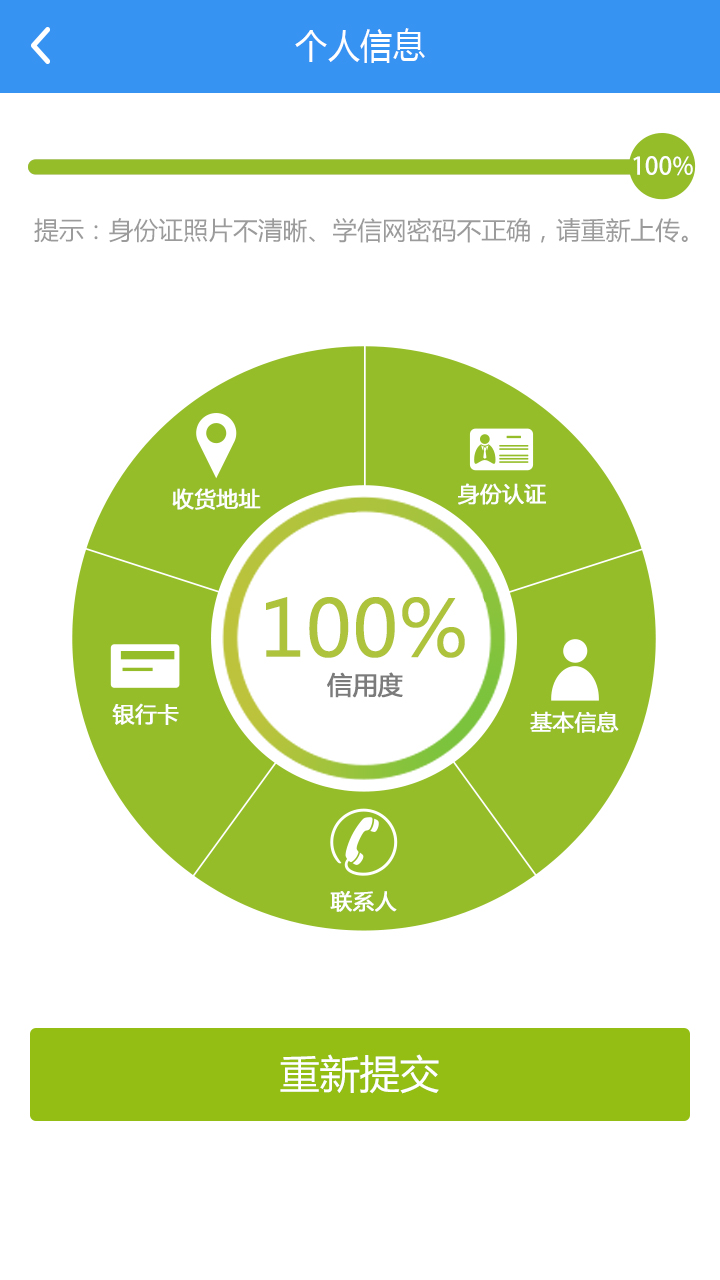 个人信息
100%
提示：身份证照片不清晰、学信网密码不正确，请重新上传。
收货地址
身份认证
100%
信用度
银行卡
基本信息
联系人
重新提交